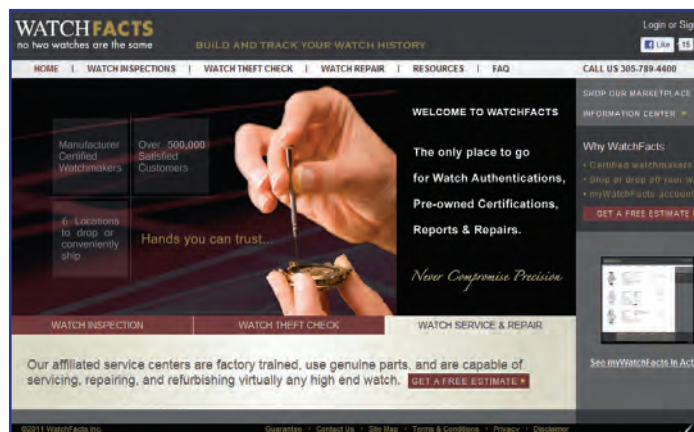 WATCHFACTS
no two watches are the same
BUILD AND TRACK YOUR WATCH HISTORY
Login or Sig
Like 15
HOME | WATCH INSPECTIONS | WATCH THEFT CHECK | WATCH REPAIR | RESOURCES | FAQ
CALL US 305-789-4400
Manufacturer
Certified
Watchmakers
Over 500,000
Satisfied
Customers
6 Locations
to drop or
conveniently
ship
Hands you can trust...
WELCOME TO WATCHFACTS
The only place to go
for Watch Authentications,
Pre-owned Certifications,
Reports & Repairs.
Never Compromise Precision
SHOP OUR MARKETPLACE
INFORMATION CENTER
Why WatchFacts
• Certified watchmakers
• Ship or drop off your w
• myWatchFacts account
GET A FREE ESTIMATE
See myWatchFacts In Act
WATCH INSPECTION
WATCH THEFT CHECK
WATCH SERVICE & REPAIR
Our affiliated service centers are factory trained, use genuine parts, and are capable of
servicing, repairing, and refurbishing virtually any high end watch. GET A FREE ESTIMATE
©2011 WatchFacts Inc.
Guarantee • Contact Us • Site Map • Terms & Conditions • Privacy • Disclaimer